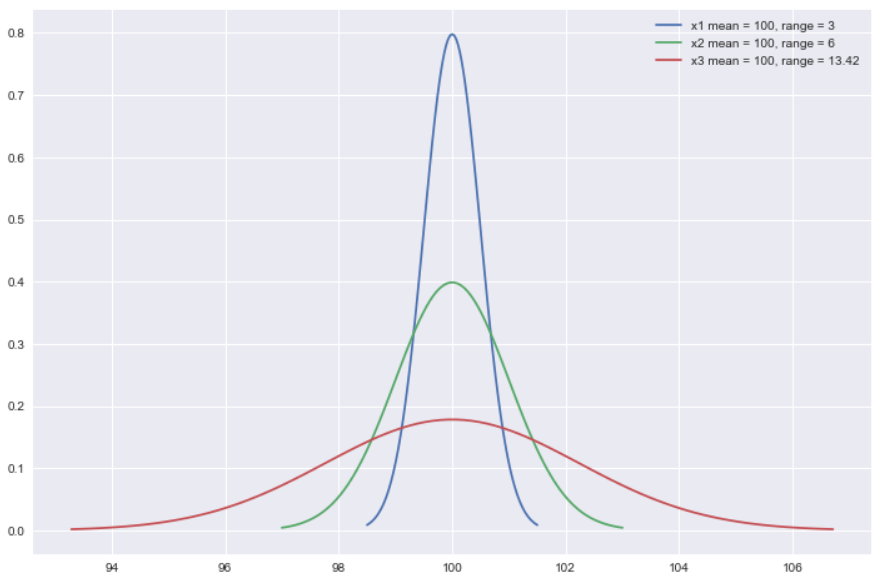 x1 mean = 100, range = 3
x2 mean = 100, range = 6
x3 mean = 100, range = 13.42
0.8
0.7
0.6
0.5
0.4
0.3
0.2
0.1
0.0
94 96 98 100 102 104 106